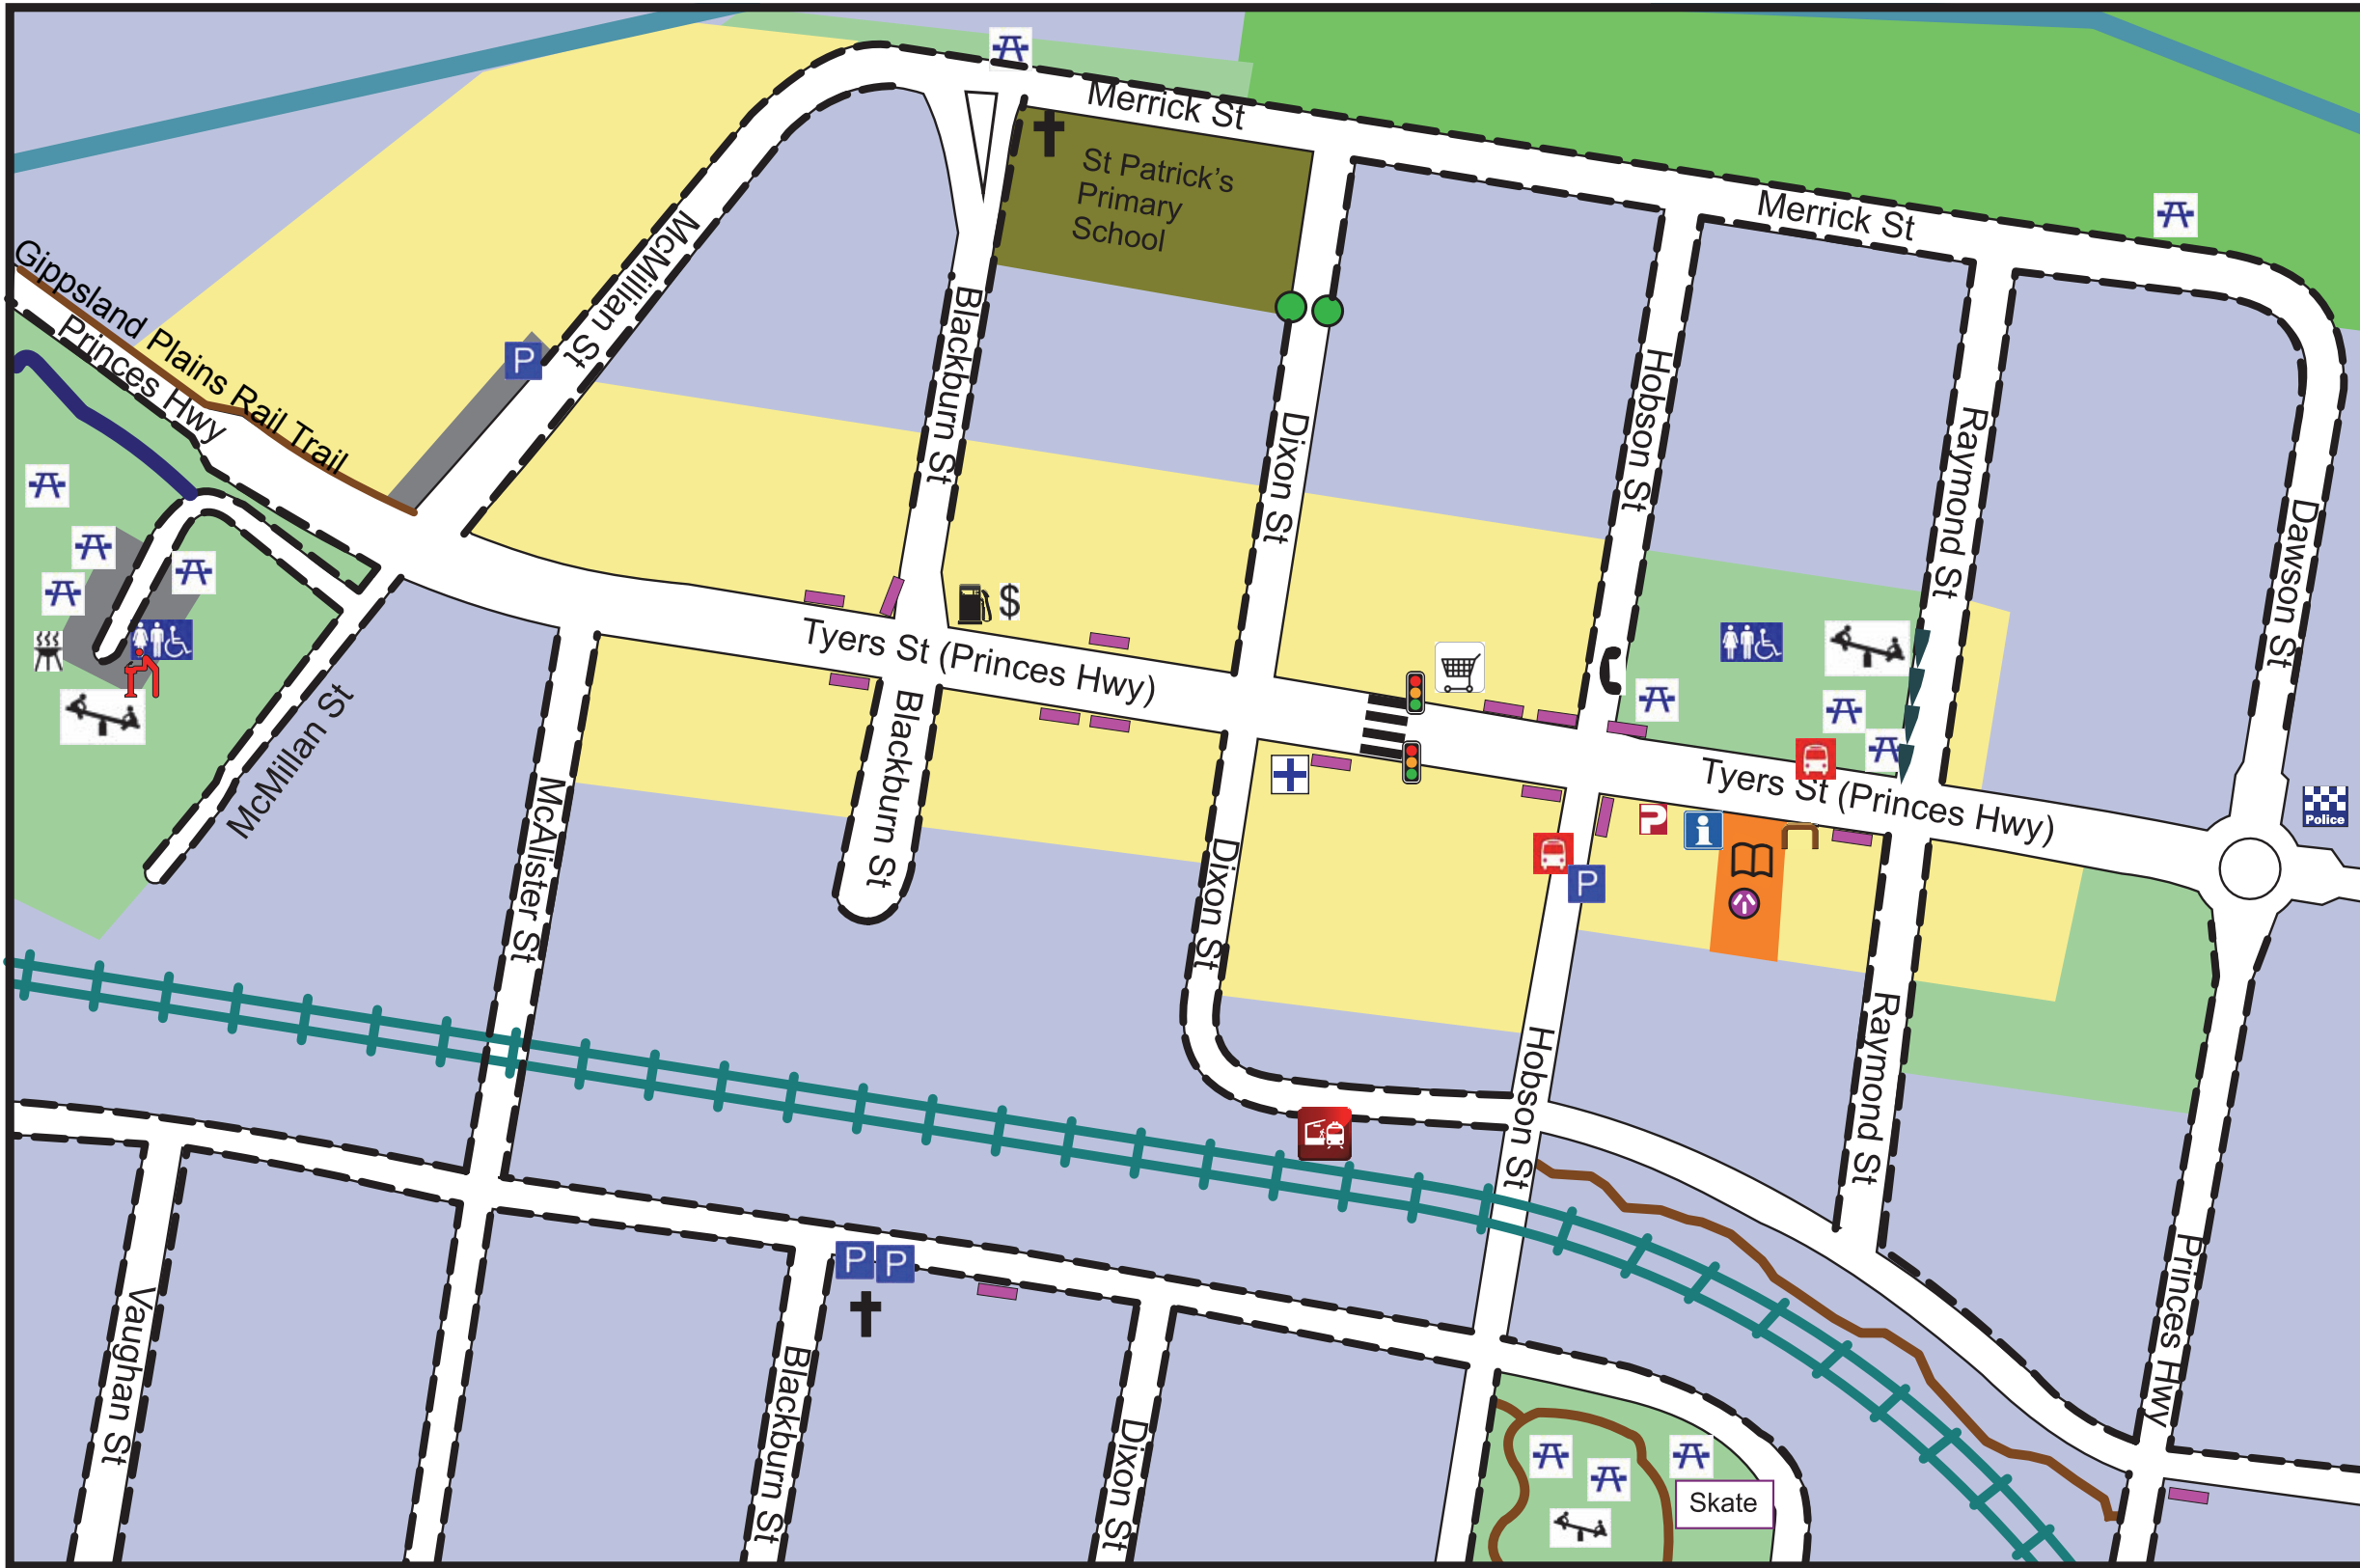 Merrick St
St Patrick's
Primary
School
Merrick St
McMillan St
Gippsland Plains Rail Trail
Princes Hwy
P
Blackburn St
Dixon St
Hobson St
Raymond St
Dawson St
$
Tyers St (Princes Hwy)
McMillan St
Blackburn St
McAlister St
Tyers St (Princes Hwy)
Police
P
i
P
Dixon St
Hobson St
Raymond St
Princes Hwy
P
P
Vaughan St
Blackburn St
Dixon St
Skate